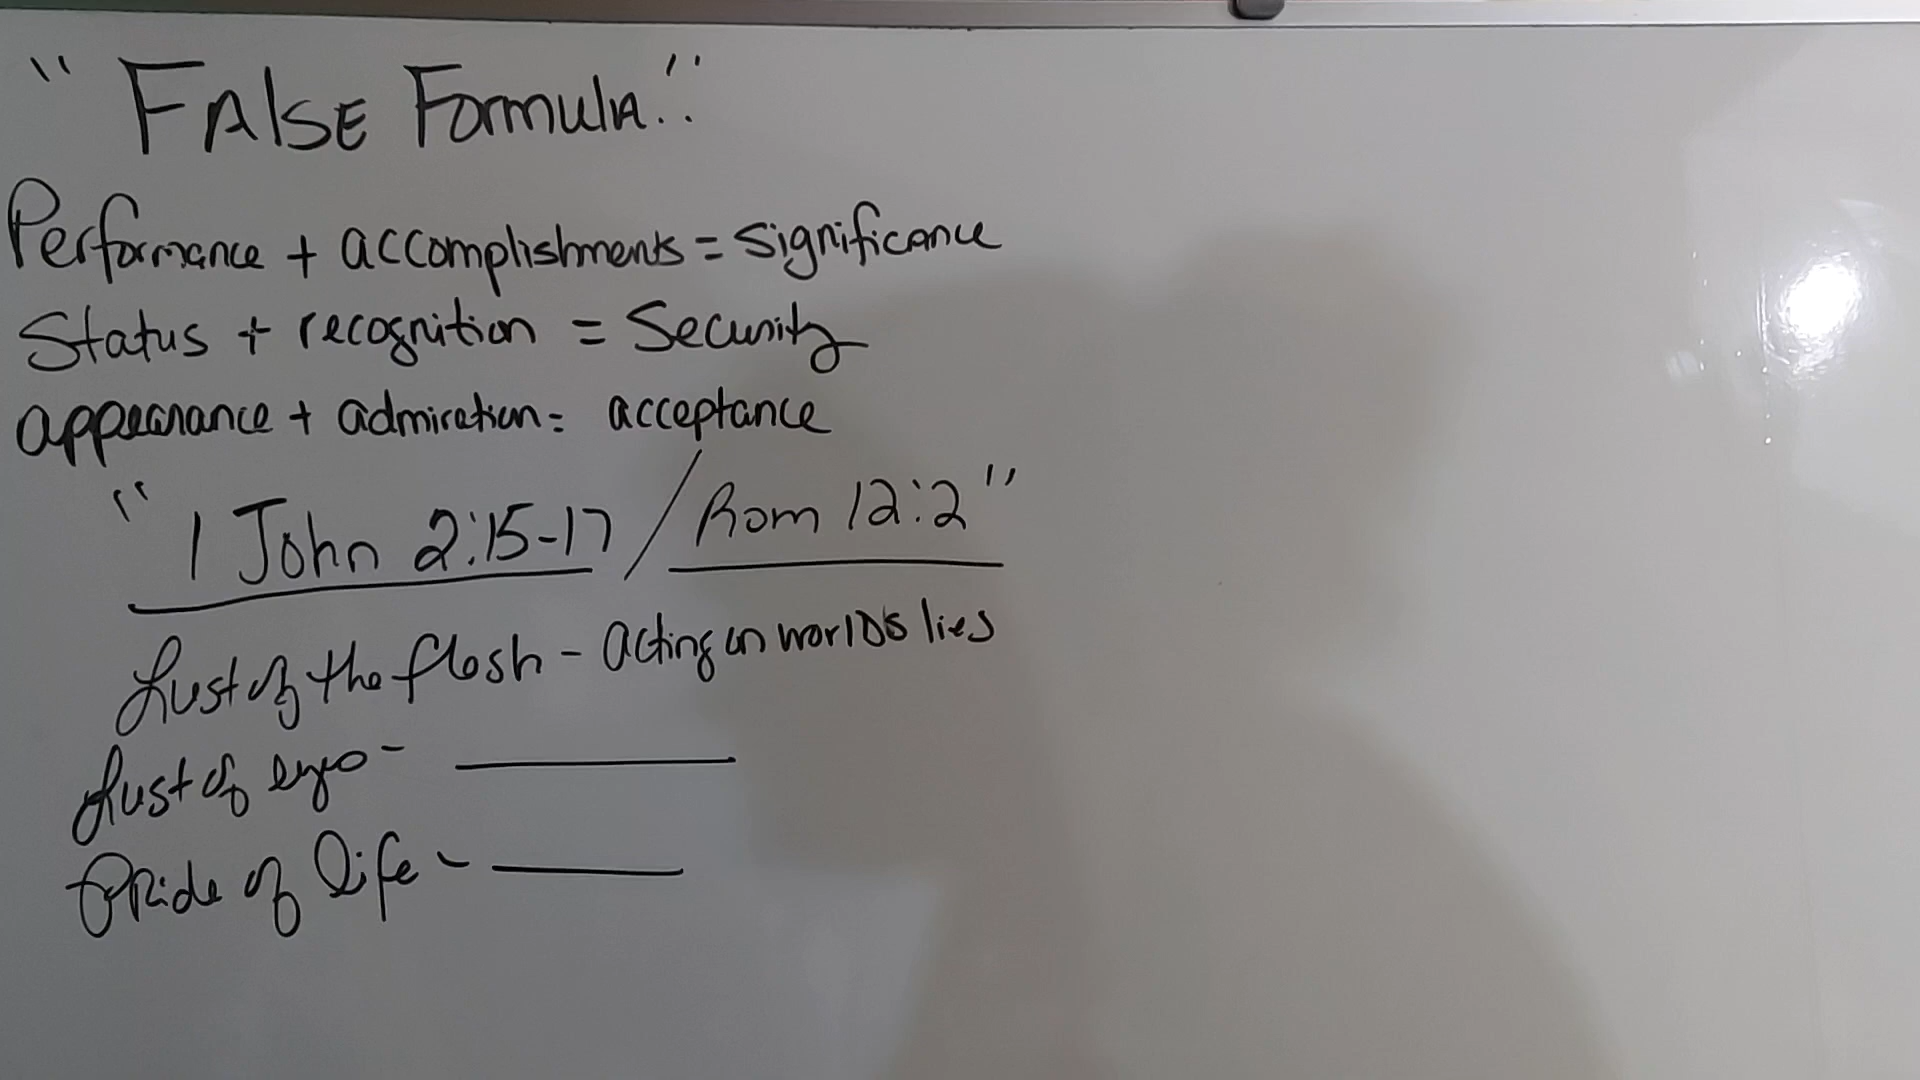 "False Formula:"
Performance + accomplishments = significance
Status + recognition = Security
appearance + admiration = acceptance
"1 John 2:15-17 / Rom 12:2"
Lust of the flesh - acting on world's lies
Lust of eyes -
Pride of life -